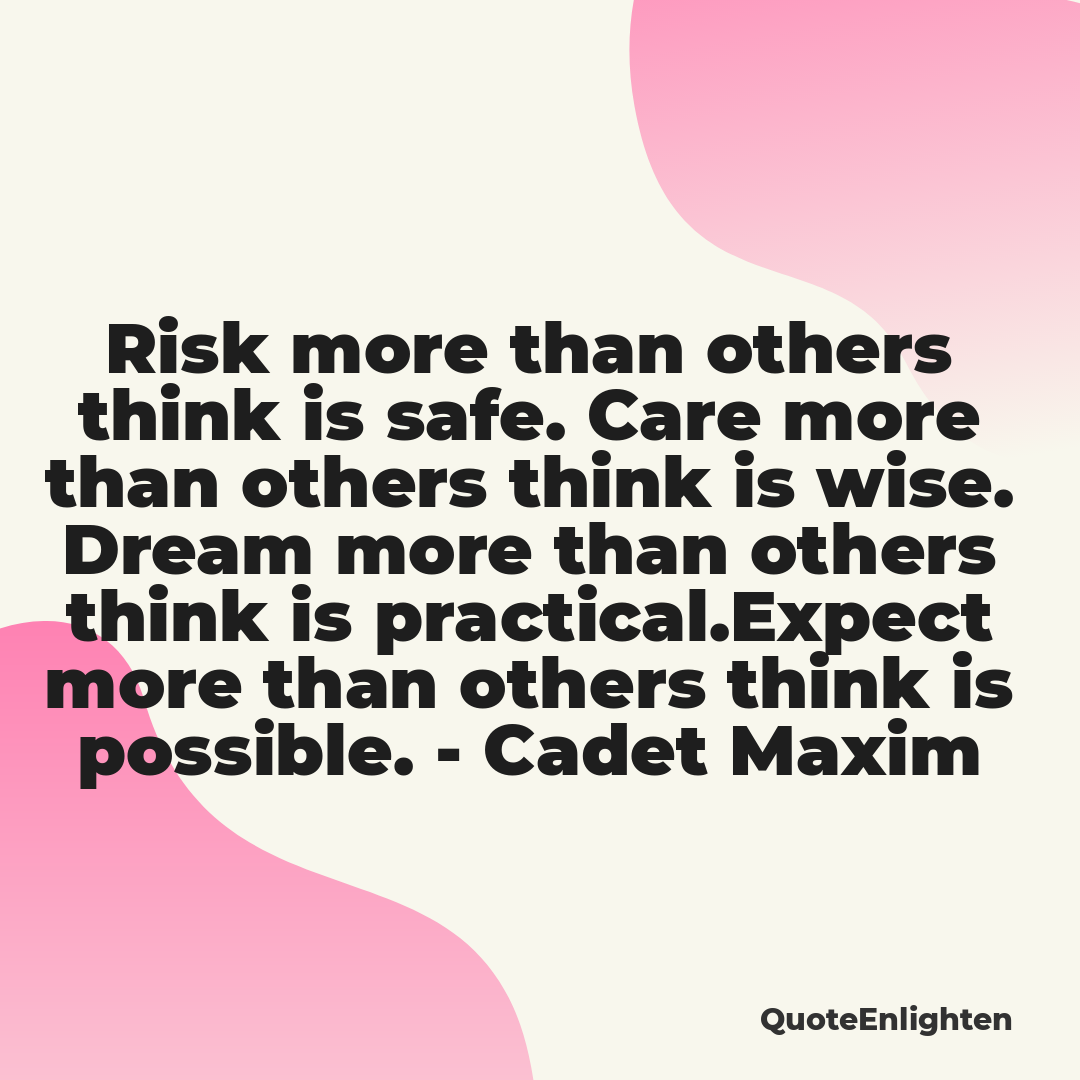 Risk more than others
think is safe. Care more
than others think is wise.
Dream more than others
think is practical.Expect
more than others think is
possible. - Cadet Maxim
QuoteEnlighten